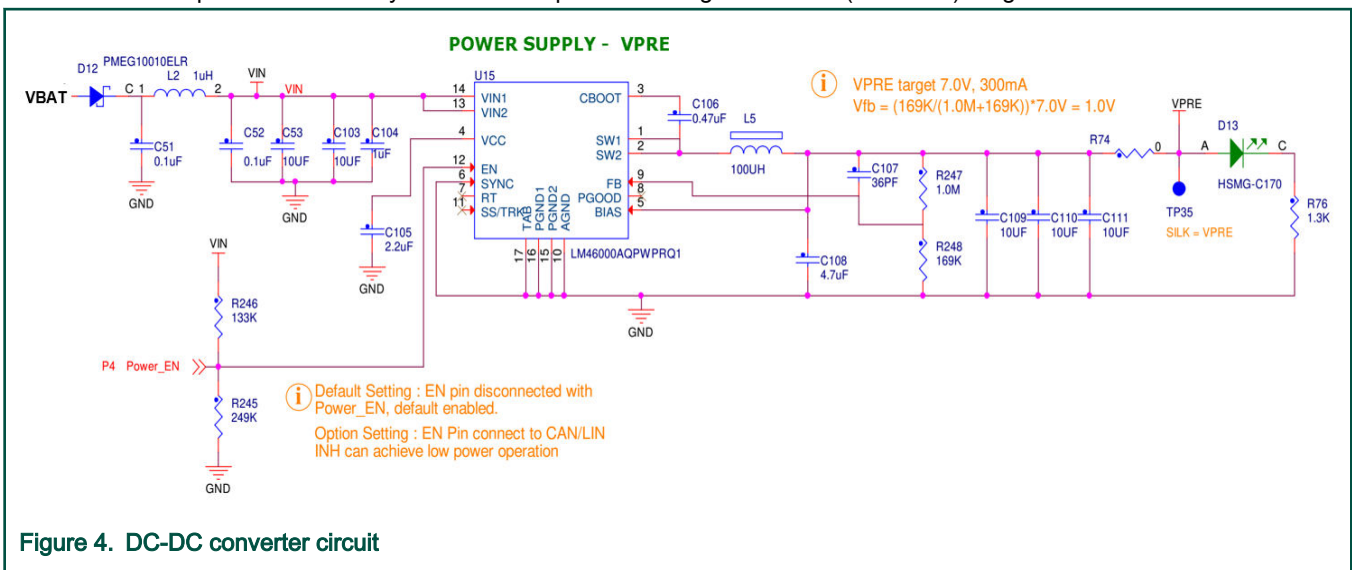 POWER SUPPLY - VPRE
D12
PMEG10010ELR
L2 1uH
VBAT
C 1
2
VIN
VIN
C51
0.1uF
GND
C52
0.1uF
C53
10UF
C103
10UF
C104
1uF
GND
U15
14
13
4
12
6
7
11
VIN1
VIN2
VCC
EN
SYNC
RT
SS/TRK
CBOOT
SW1
SW2
FB
PGOOD
BIAS
3
1
2
9
8
5
TAB
PGND1
PGND2
AGND
17
16
15
10
LM46000AQPWPRQ1
C105
2.2uF
GND
C106
0.47uF
L5
100UH
i
VPRE target 7.0V, 300mA
Vfb = (169K/(1.0M+169K))*7.0V = 1.0V
C107
36PF
R247
1.0M
R248
169K
C108
4.7uF
C109
10UF
C110
10UF
C111
10UF
GND
R74
0
VPRE
TP35
SILK = VPRE
D13
A
C
HSMG-C170
R76
1.3K
VIN
R246
133K
P4 Power_EN
R245
249K
GND
i
Default Setting : EN pin disconnected with
Power_EN, default enabled.
Option Setting : EN Pin connect to CAN/LIN
INH can achieve low power operation
Figure 4. DC-DC converter circuit